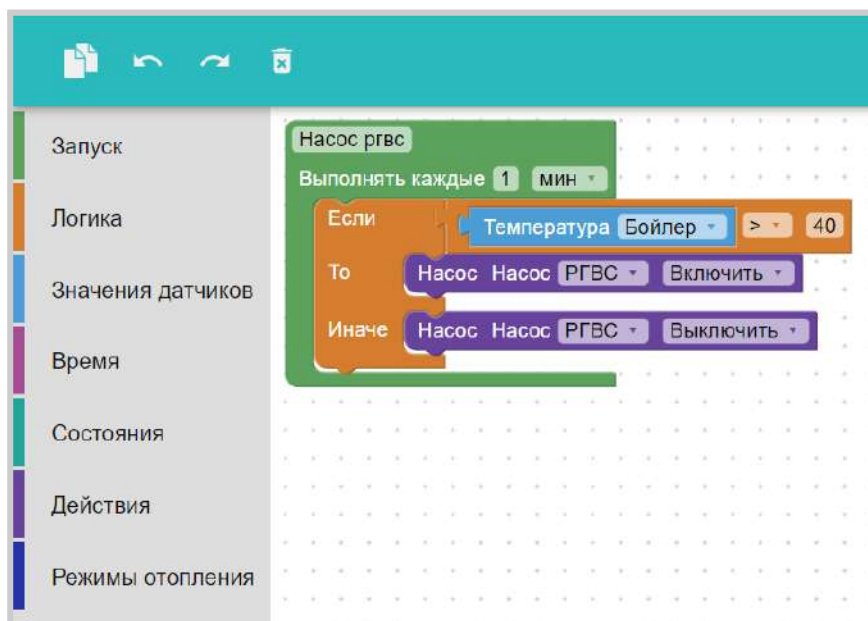 Запуск
Логика
Значения датчиков
Время
Состояния
Действия
Режимы отопления
Насос ргвс
Выполнять каждые 1 мин
Если Температура Бойлер > 40
То Насос Насос РГВС Включить
Иначе Насос Насос РГВС Выключить